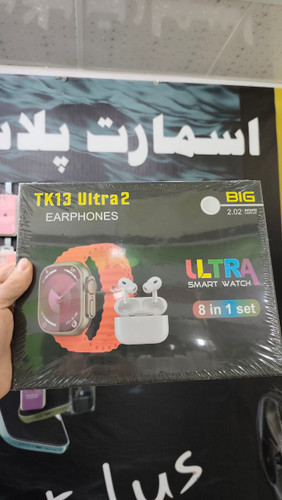 اسمارت پلاس
TK13 Ultra2
EARPHONES
BIG
2.02
ULTRA
SMART WATCH
8 in 1 set
lus